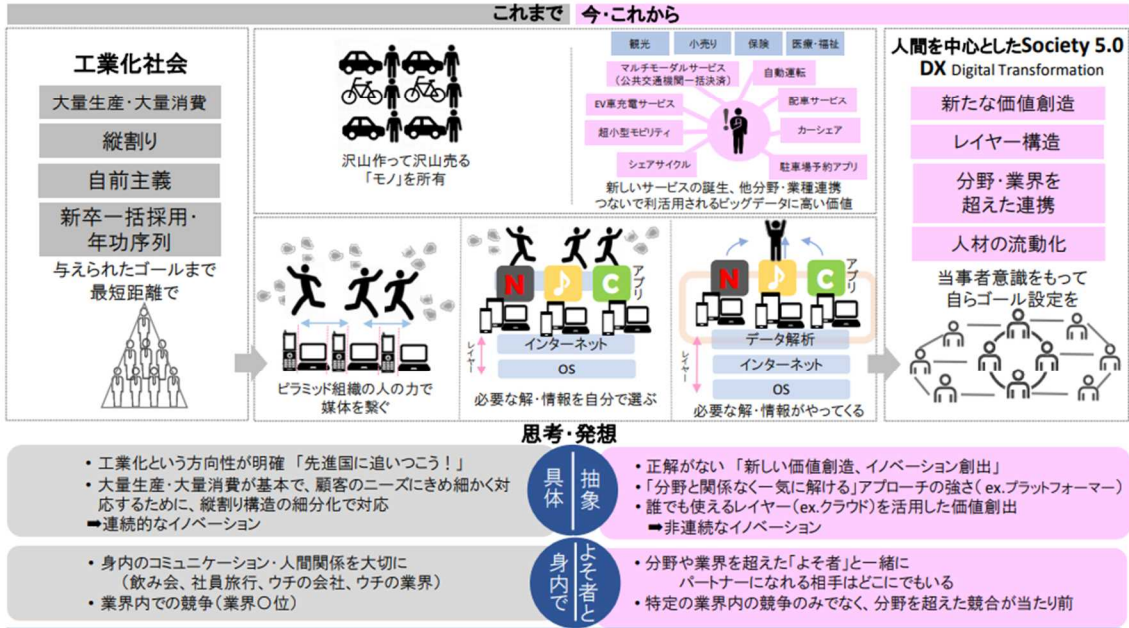 これまで
今・これから
工業化社会
大量生産・大量消費
縦割り
自前主義
新卒一括採用・
年功序列
与えられたゴールまで
最短距離で
沢山作って沢山売る
「モノ」を所有
観光
小売り
保険
医療・福祉
マルチモーダルサービス
（公共交通機関一括決済）
自動運転
EV車充電サービス
配車サービス
超小型モビリティ
カーシェア
シェアサイクル
駐車場予約アプリ
新しいサービスの誕生、他分野・業種連携
つないで利活用されるビッグデータに高い価値
人間を中心としたSociety 5.0
DX Digital Transformation
新たな価値創造
レイヤー構造
分野・業界を
超えた連携
人材の流動化
当事者意識をもって
自らゴール設定を
ピラミッド組織の人の力で
媒体を繋ぐ
N
C
アプリ
レイヤー
インターネット
OS
必要な解・情報を自分で選ぶ
N
C
アプリ
レイヤー
データ解析
インターネット
OS
必要な解・情報がやってくる
思考・発想
• 工業化という方向性が明確 「先進国に追いつこう！」
• 大量生産・大量消費が基本で、顧客のニーズにきめ細かく対
応するために、縦割り構造の細分化で対応
➡連続的なイノベーション
具体
抽象
• 正解がない 「新しい価値創造、イノベーション創出」
• 「分野と関係なく一気に解ける」アプローチの強さ（ex.プラットフォーマー）
• 誰でも使えるレイヤー（ex.クラウド）を活用した価値創出
➡非連続なイノベーション
• 身内のコミュニケーション・人間関係を大切に
（飲み会、社員旅行、ウチの会社、ウチの業界）
• 業界内での競争（業界〇位）
身内で
よそ者と
• 分野や業界を超えた「よそ者」と一緒に
パートナーになれる相手はどこにでもいる
• 特定の業界内の競争のみでなく、分野を超えた競合が当たり前